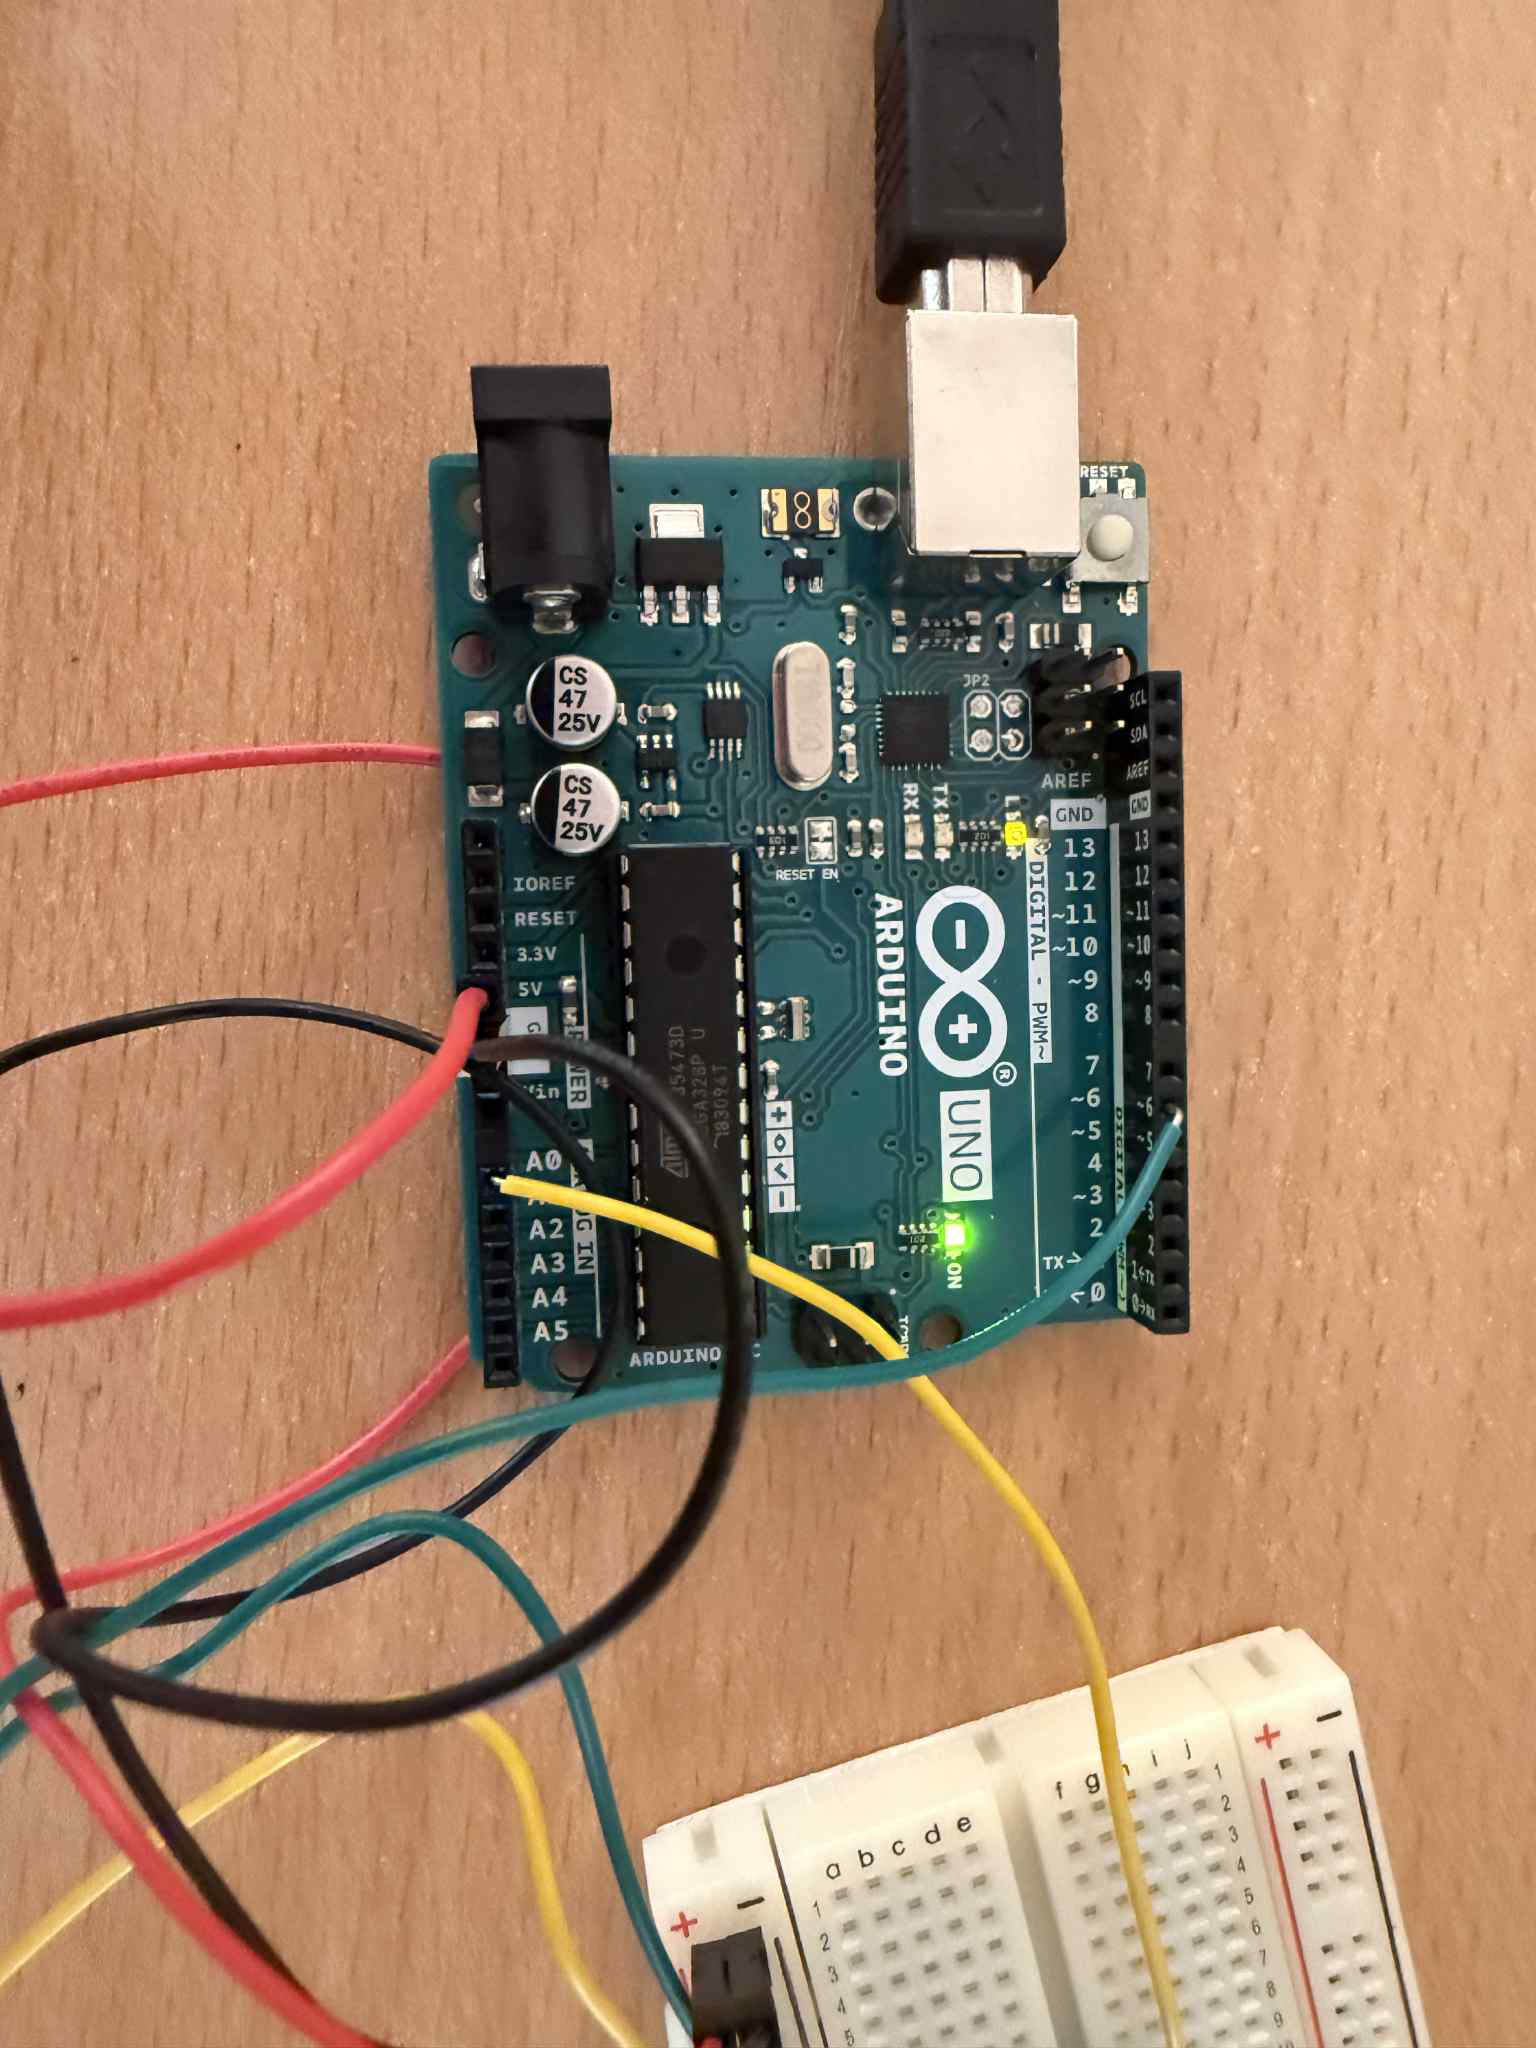 RESET
CS
47
25V
CS
47
25V
JP2
SCL
SDA
AREF
GND
13
12
~11
~10
~9
8
7
~6
2
AREF
GND
13
12
~11
~10
~9
8
7
~6
~5
4
~3
2
TX→
RX
TX
L
RESET EN
IOREF
RESET
3.3V
5V
A0
A2
A3
A4
A5
DIGITAL - PWM~
ARDUINO
UNO
ON
ARDUINO
+ -
a b c d e
1
2
3
4
5
f g h i j
1
2
3
4
5
6
7
8
9
+ -